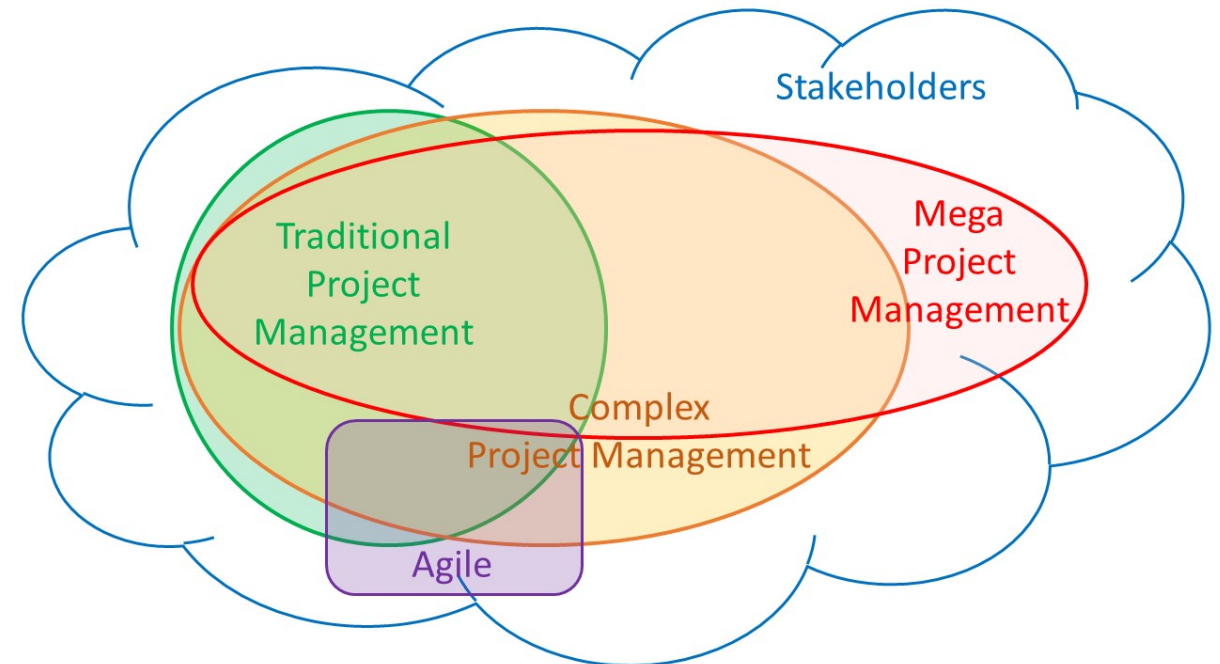 Stakeholders
Traditional
Project
Management
Mega
Project
Management
Complex
Project Management
Agile